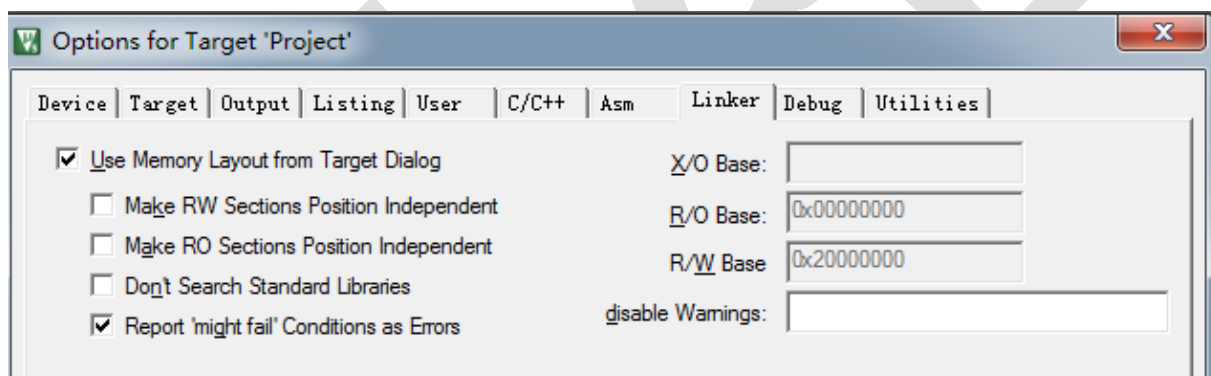 Options for Target 'Project'
Device Target Output Listing User C/C++ Asm Linker Debug Utilities
Use Memory Layout from Target Dialog
Make RW Sections Position Independent
Make RO Sections Position Independent
Don't Search Standard Libraries
Report 'might fail' Conditions as Errors
X/O Base:
R/O Base: 0x00000000
R/W Base 0x20000000
disable Warnings: